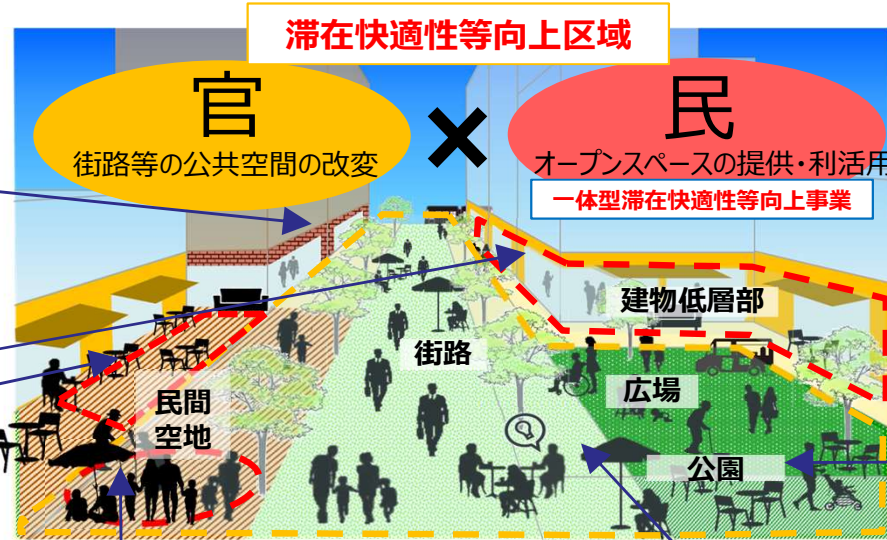 滞在快適性等向上区域
官
街路等の公共空間の改変
×
民
オープンスペースの提供・利活用
一体型滞在快適性等向上事業
建物低層部
街路
広場
民間
空地
公園